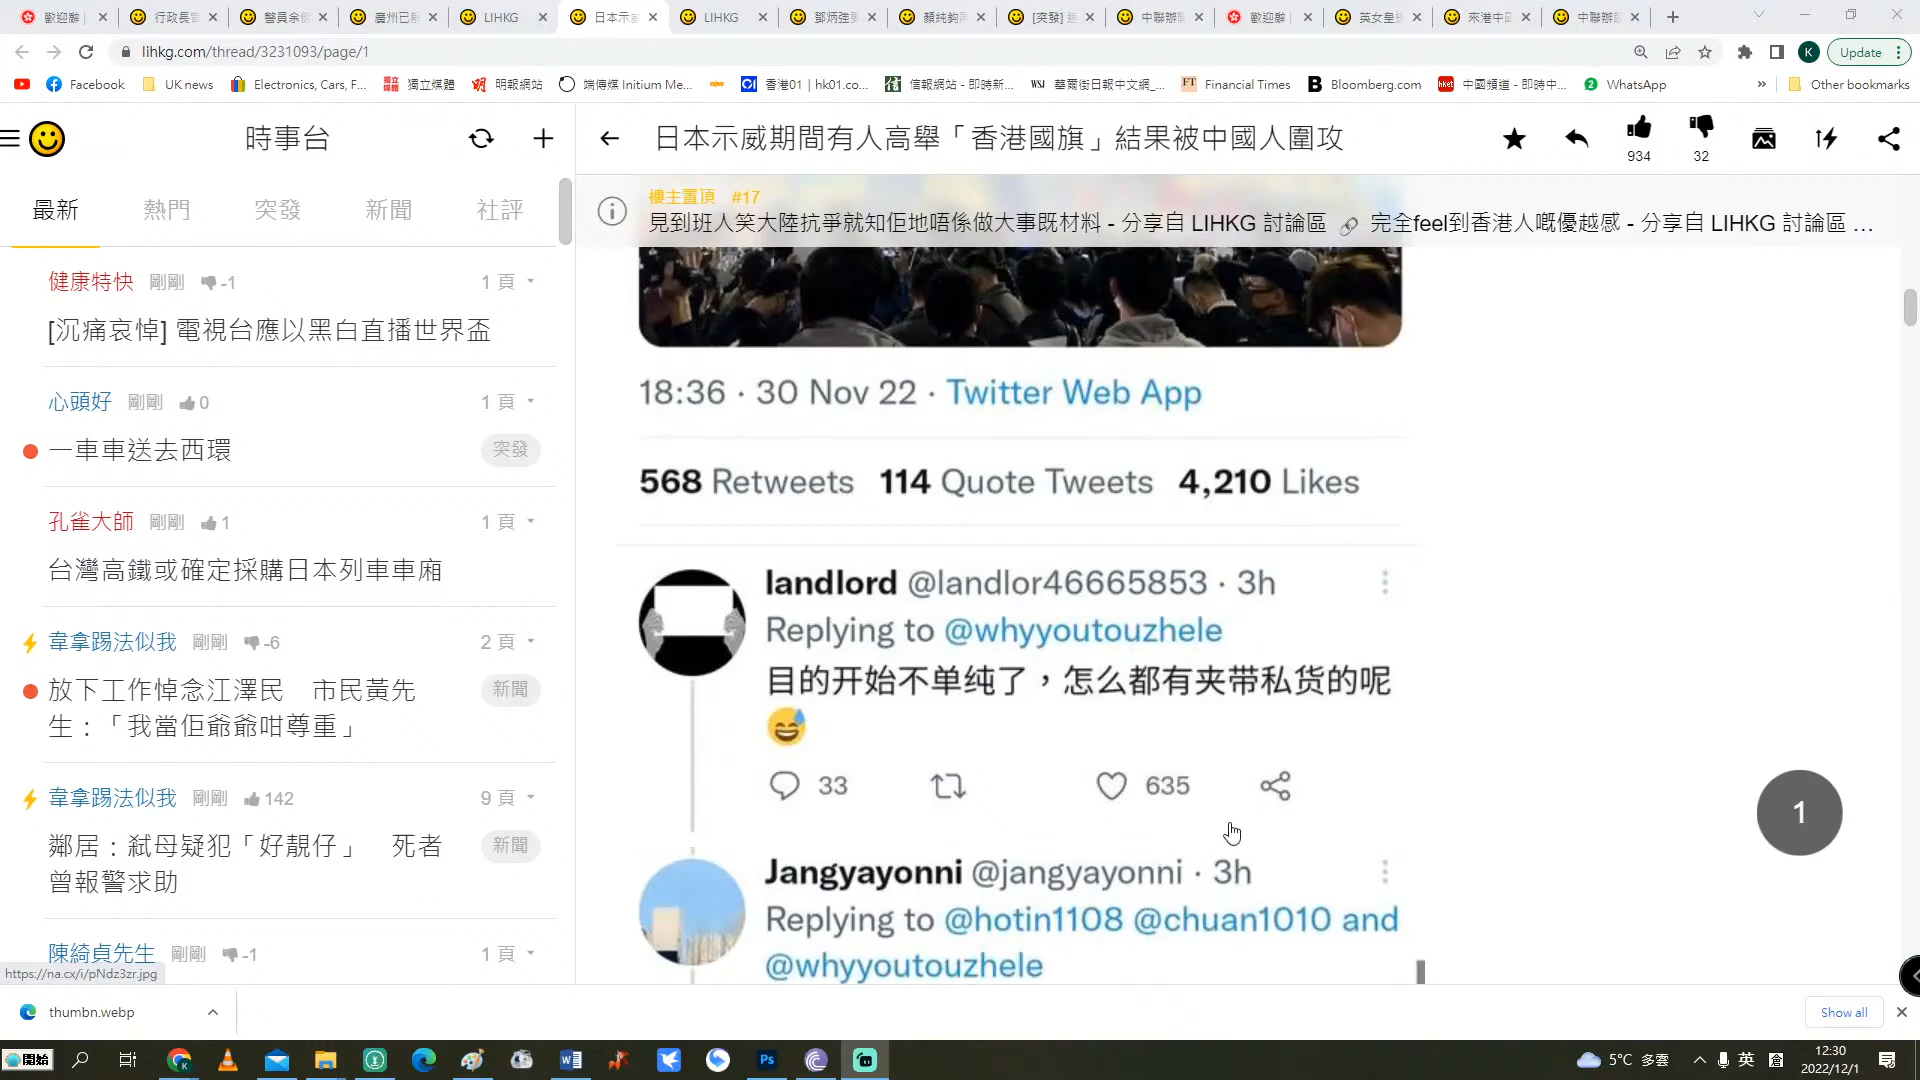 歡迎辭
行政長官
警員余
廣州已
LIHKG
日本示威
LIHKG
鄧炳強
顏純鈎
[突發]
中聯辦
歡迎辭
英女皇
來港中
中聯辦
lihkg.com/thread/3231093/page/1
K
Update
Facebook
UK news
Electronics, Cars, F...
獨立媒體
明報網站
端傳媒 Initium Me...
香港01 | hk01.co...
信報網站 - 即時新...
WSJ
華爾街日報中文網_...
FT
Financial Times
Bloomberg.com
hket
中國頻道 - 即時中...
2
WhatsApp
»
Other bookmarks
時事台
日本示威期間有人高舉「香港國旗」結果被中國人圍攻
934
32
最新
熱門
突發
新聞
社評
樓主置頂 #17
見到班人笑大陸抗爭就知佢地唔係做大事既材料 - 分享自 LIHKG 討論區 完全feel到香港人嘅優越感 - 分享自 LIHKG 討論區 ...
健康特快 剛剛 -1 1 頁
[沉痛哀悼] 電視台應以黑白直播世界盃
心頭好 剛剛 0 1 頁
一車車送去西環 突發
孔雀大師 剛剛 1 1 頁
台灣高鐵或確定採購日本列車車廂
韋拿踢法似我 剛剛 -6 2 頁
放下工作悼念江澤民 市民黃先 新聞
生:「我當佢爺爺咁尊重」
韋拿踢法似我 剛剛 142 9 頁
鄰居:弒母疑犯「好靚仔」 死者 新聞
曾報警求助
陳綺貞先生 剛剛 -1 1 頁
https://na.cx/i/pNdz3zr.jpg
18:36 · 30 Nov 22 · Twitter Web App
568 Retweets 114 Quote Tweets 4,210 Likes
landlord @landlor46665853 · 3h
Replying to @whyyoutouzhele
目的开始不单纯了，怎么都有夹带私货的呢
33
635
1
Jangyayonni @jangyayonni · 3h
Replying to @hotin1108 @chuan1010 and
@whyyoutouzhele
thumbn.webp
Show all
開始
5°C 多雲
英
倉
12:30
2022/12/1